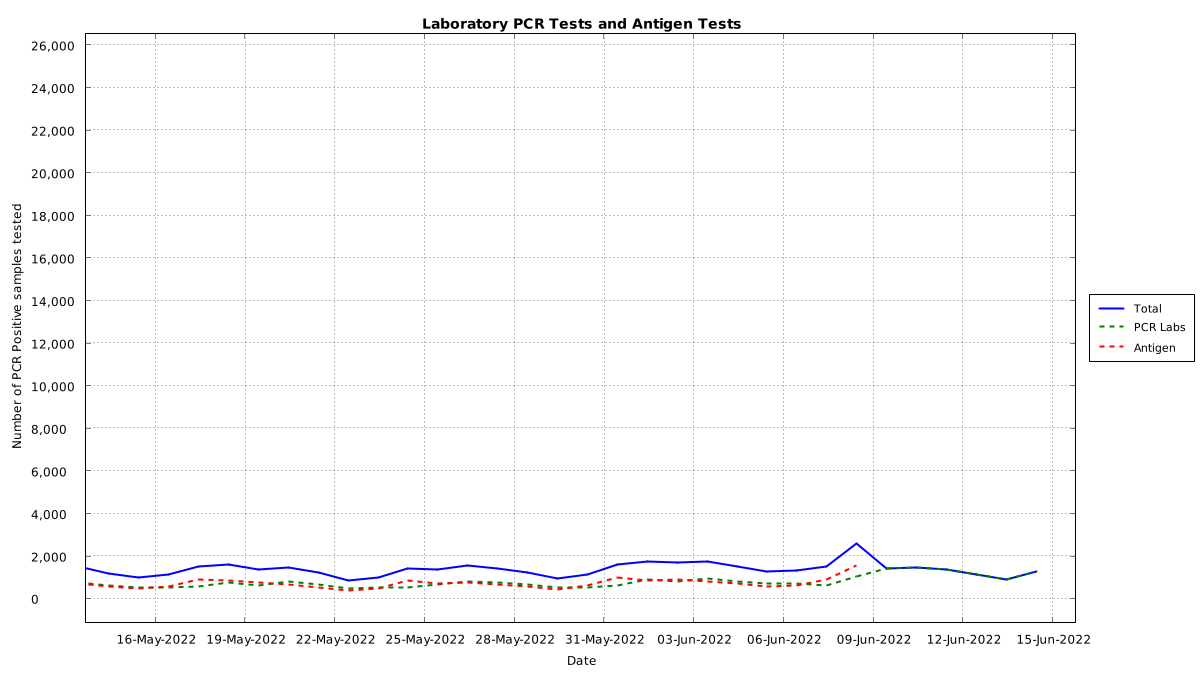 Laboratory PCR Tests and Antigen Tests
26,000
24,000
22,000
20,000
18,000
16,000
14,000
12,000
10,000
8,000
6,000
4,000
2,000
0
Number of PCR Positive samples tested
16-May-2022 19-May-2022 22-May-2022 25-May-2022 28-May-2022 31-May-2022 03-Jun-2022 06-Jun-2022 09-Jun-2022 12-Jun-2022 15-Jun-2022
Date
Total
PCR Labs
Antigen